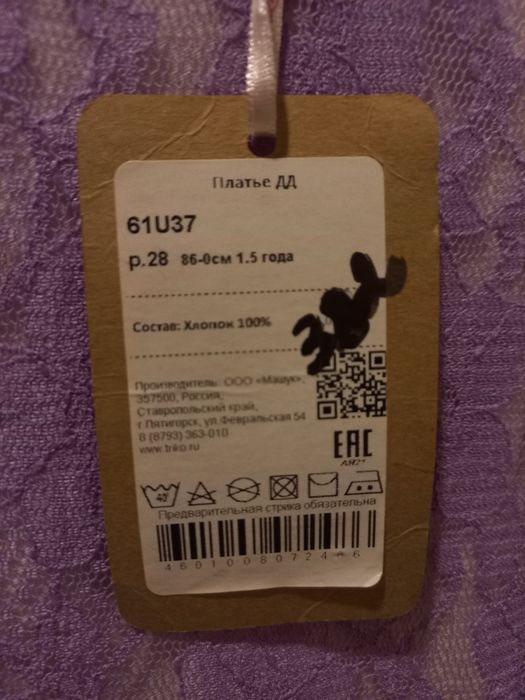 Платье ДД
61U37
р.28 86-0см 1.5 года
Состав: Хлопок 100%
Производитель: ООО «Машук»,
357500, Россия,
Ставропольский край,
г.Пятигорск, ул.Февральская 54
8 (8793) 363-010
www.triko.ru
EAC
40
Предварительная стирка обязательна